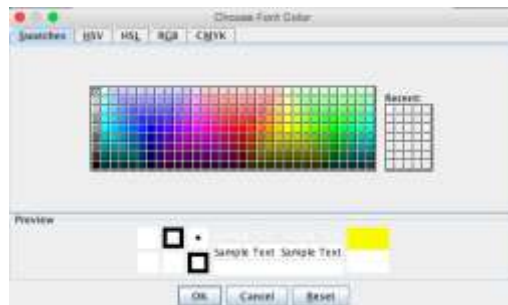 Choose Font Color
Swatches HSV HSL RGB CMYK
Recent:
Preview
Sample Text Sample Text
OK Cancel Reset